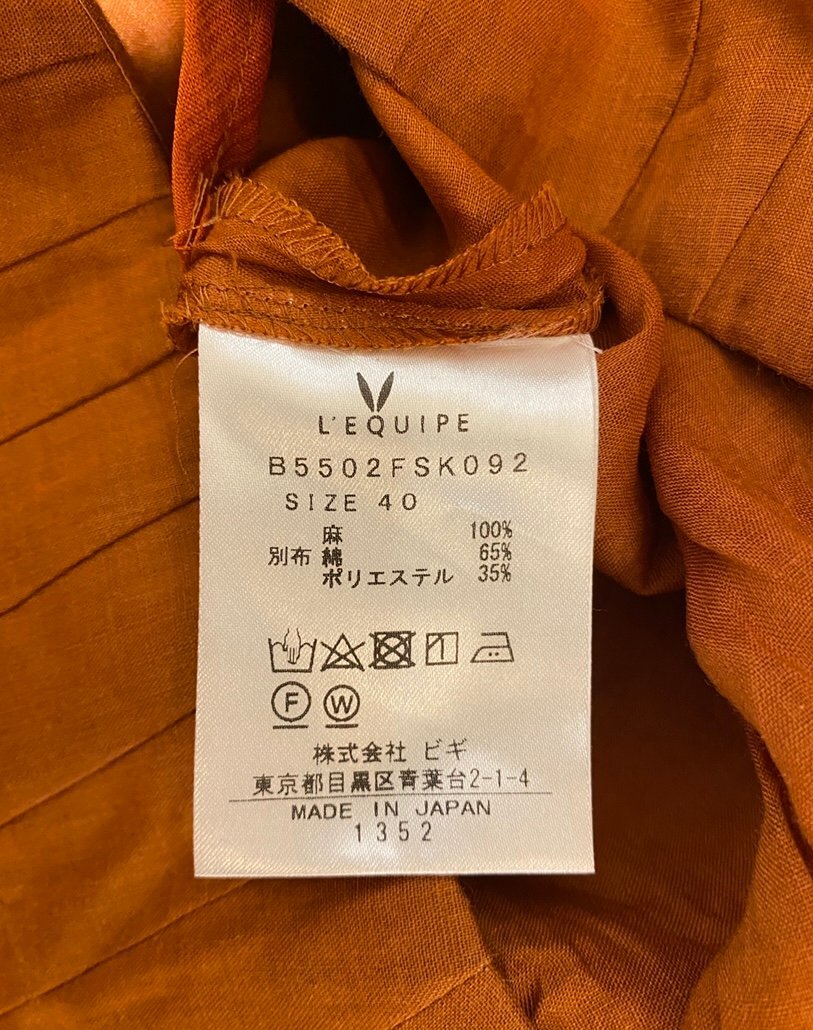 L'EQUIPE
B5502FSK092
SIZE 40
麻 100%
別布 綿 65%
ポリエステル 35%
F W
株式会社 ビギ
東京都目黒区青葉台2-1-4
MADE IN JAPAN
1352